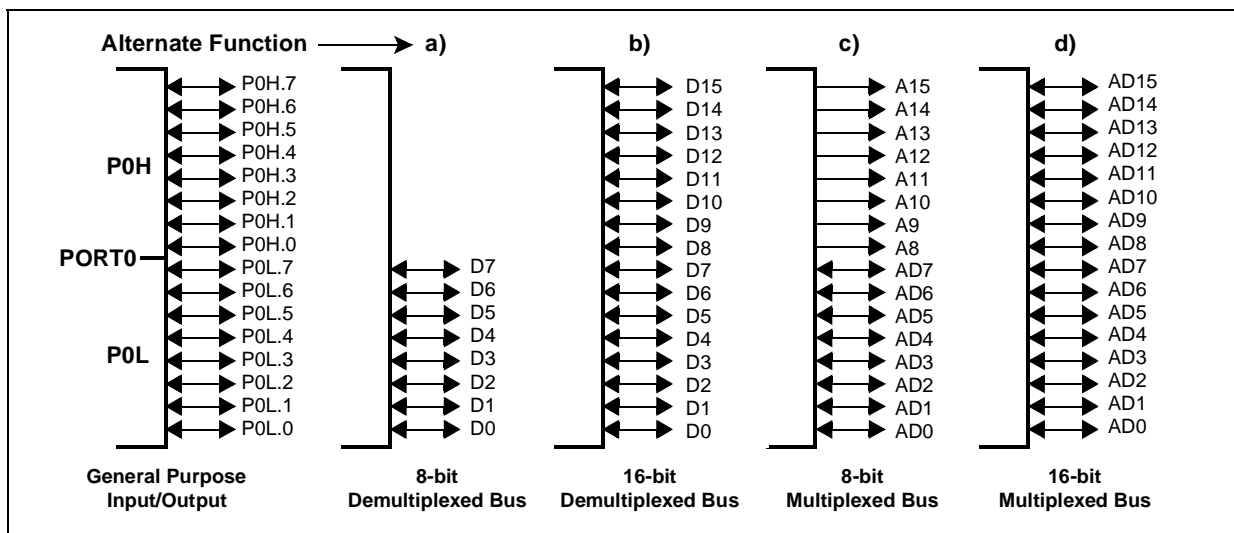 Alternate Function a) b) c) d)
P0H.7 D15 A15 AD15
P0H.6 D14 A14 AD14
P0H.5 D13 A13 AD13
P0H.4 D12 A12 AD12
P0H
P0H.3 D11 A11 AD11
P0H.2 D10 A10 AD10
P0H.1 D9 A9 AD9
P0H.0 D8 A8 AD8
PORT0
P0L.7 D7 D7 AD7 AD7
P0L.6 D6 D6 AD6 AD6
P0L.5 D5 D5 AD5 AD5
P0L.4 D4 D4 AD4 AD4
P0L
P0L.3 D3 D3 AD3 AD3
P0L.2 D2 D2 AD2 AD2
P0L.1 D1 D1 AD1 AD1
P0L.0 D0 D0 AD0 AD0
General Purpose 8-bit 16-bit 8-bit 16-bit
Input/Output Demultiplexed Bus Demultiplexed Bus Multiplexed Bus Multiplexed Bus